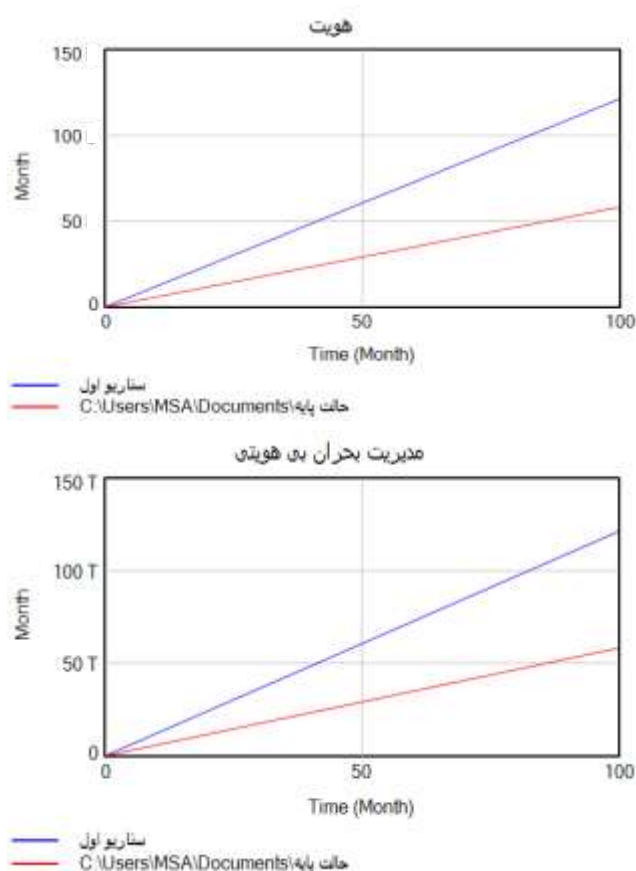 هویت
150
100
50
0
Month
0 50 100
Time (Month)
سناریو اول
C:\Users\MSA\Documents\حالت پایه
مدیریت بحران بی هویتی
150 T
100 T
50 T
0
Month
0 50 100
Time (Month)
سناریو اول
C:\Users\MSA\Documents\حالت پایه